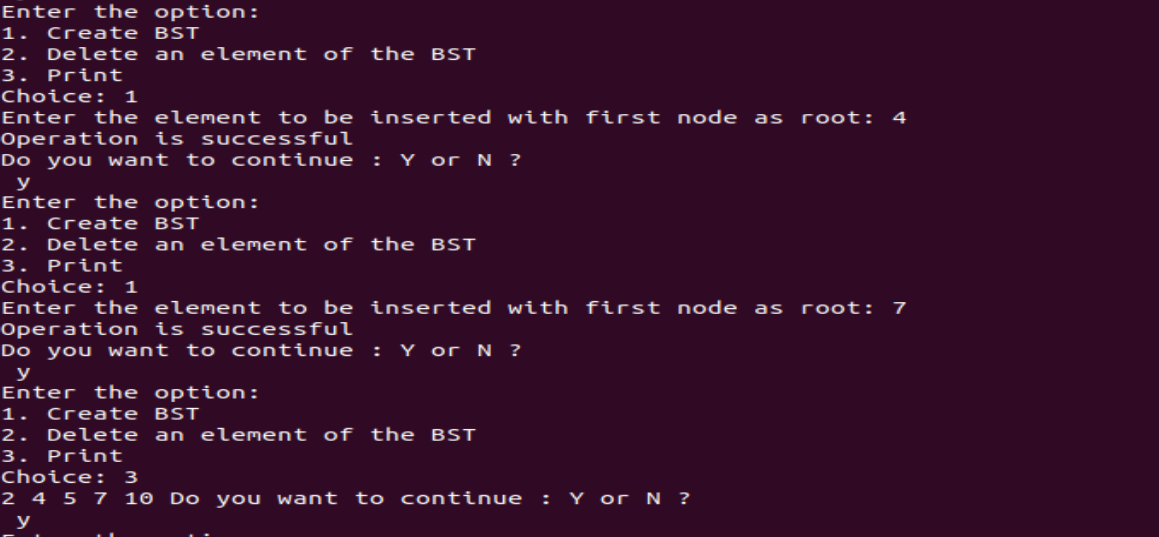 Enter the option:
1. Create BST
2. Delete an element of the BST
3. Print
Choice: 1
Enter the element to be inserted with first node as root: 4
Operation is successful
Do you want to continue : Y or N ?
y
Enter the option:
1. Create BST
2. Delete an element of the BST
3. Print
Choice: 1
Enter the element to be inserted with first node as root: 7
Operation is successful
Do you want to continue : Y or N ?
y
Enter the option:
1. Create BST
2. Delete an element of the BST
3. Print
Choice: 3
2 4 5 7 10 Do you want to continue : Y or N ?
y